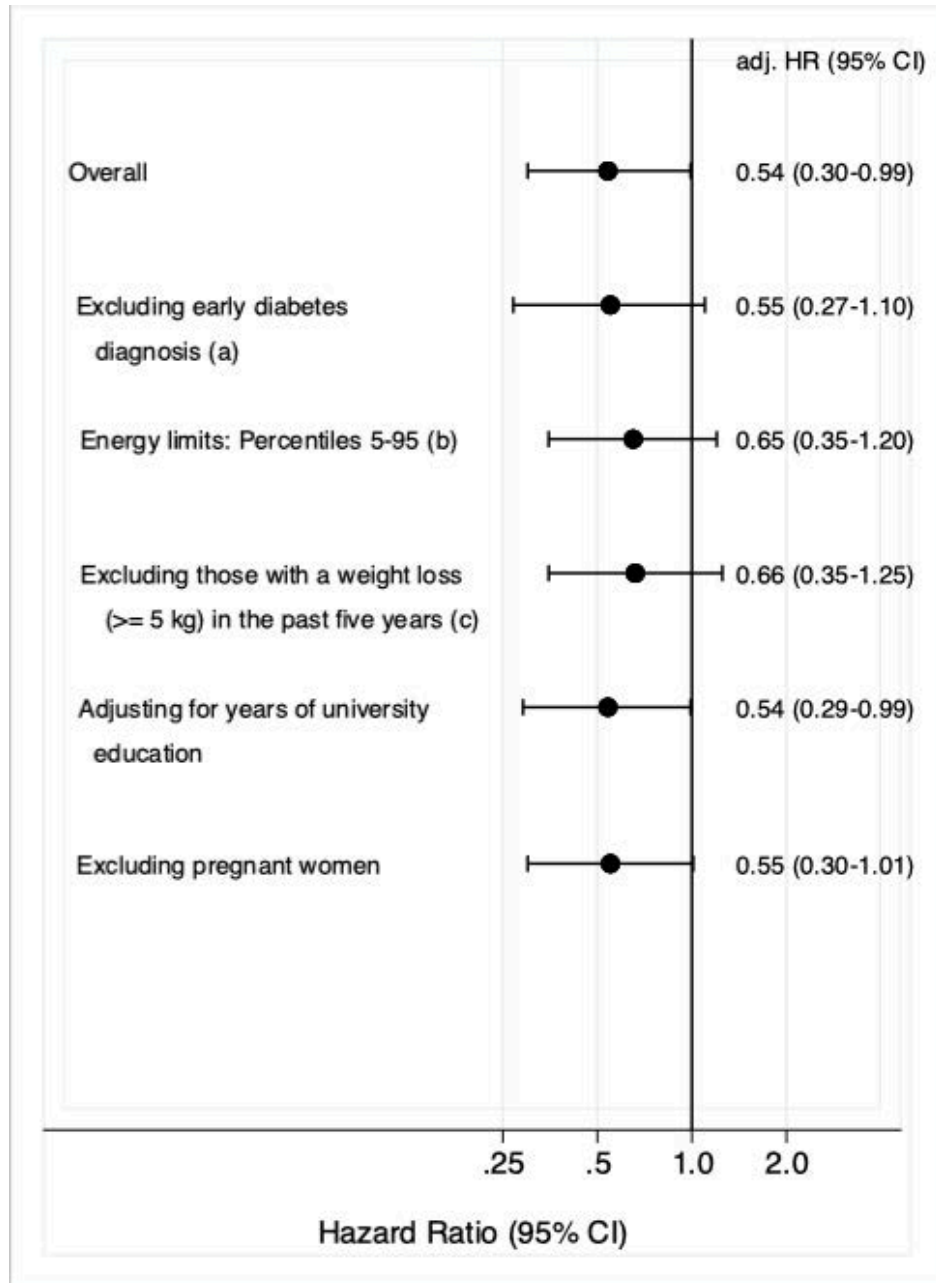 adj. HR (95% CI)
Overall 0.54 (0.30-0.99)
Excluding early diabetes 0.55 (0.27-1.10)
diagnosis (a)
Energy limits: Percentiles 5-95 (b) 0.65 (0.35-1.20)
Excluding those with a weight loss 0.66 (0.35-1.25)
(>= 5 kg) in the past five years (c)
Adjusting for years of university 0.54 (0.29-0.99)
education
Excluding pregnant women 0.55 (0.30-1.01)
.25 .5 1.0 2.0
Hazard Ratio (95% CI)